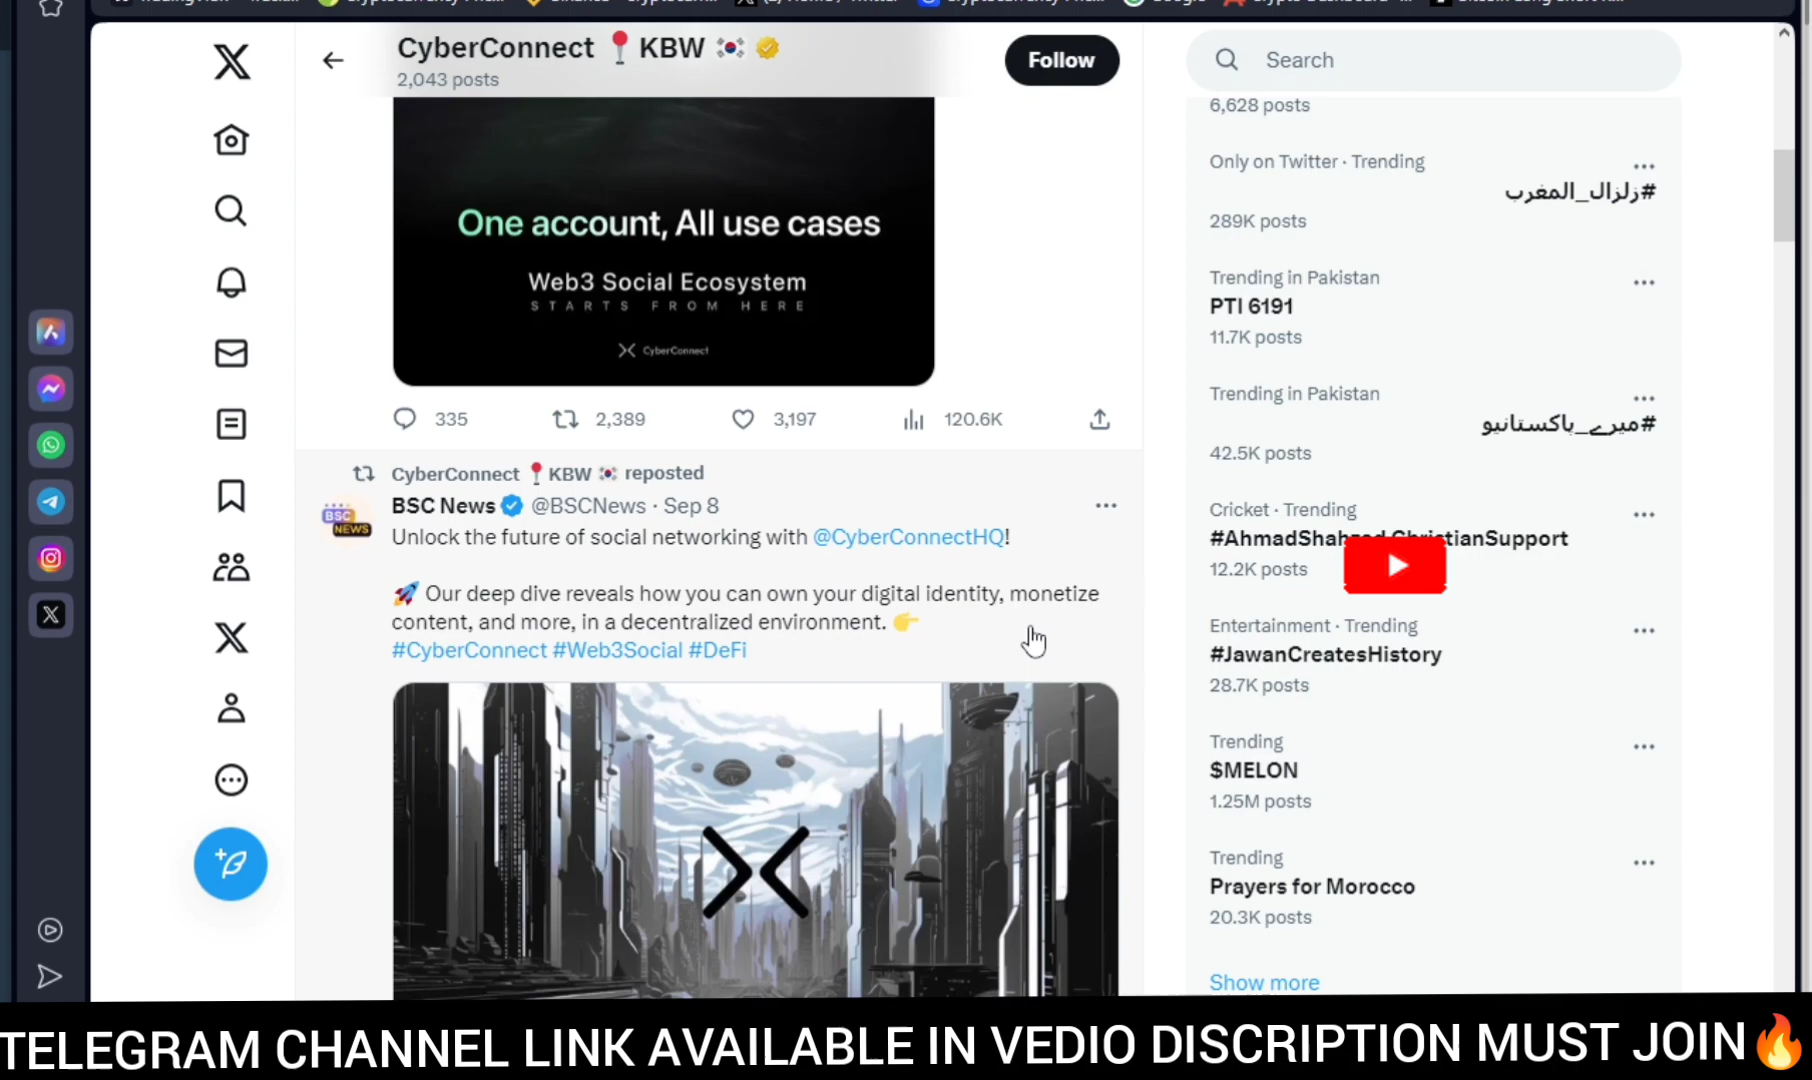 CyberConnect 📍KBW 🇰🇷
2,043 posts
Follow
Search
One account, All use cases
Web3 Social Ecosystem
STARTS FROM HERE
CyberConnect
335 2,389 3,197 120.6K
CyberConnect 📍KBW 🇰🇷 reposted
BSC News @BSCNews · Sep 8
BSC
NEWS
Unlock the future of social networking with @CyberConnectHQ!
🚀 Our deep dive reveals how you can own your digital identity, monetize
content, and more, in a decentralized environment. 👉
#CyberConnect #Web3Social #DeFi
6,628 posts
Only on Twitter · Trending
#زلزال_المغرب
289K posts
Trending in Pakistan
PTI 6191
11.7K posts
Trending in Pakistan
#میرے_پاکستانیو
42.5K posts
Cricket · Trending
12.2K posts
Entertainment · Trending
#JawanCreatesHistory
28.7K posts
Trending
$MELON
1.25M posts
Trending
Prayers for Morocco
20.3K posts
Show more
TELEGRAM CHANNEL LINK AVAILABLE IN VEDIO DISCRIPTION MUST JOIN🔥